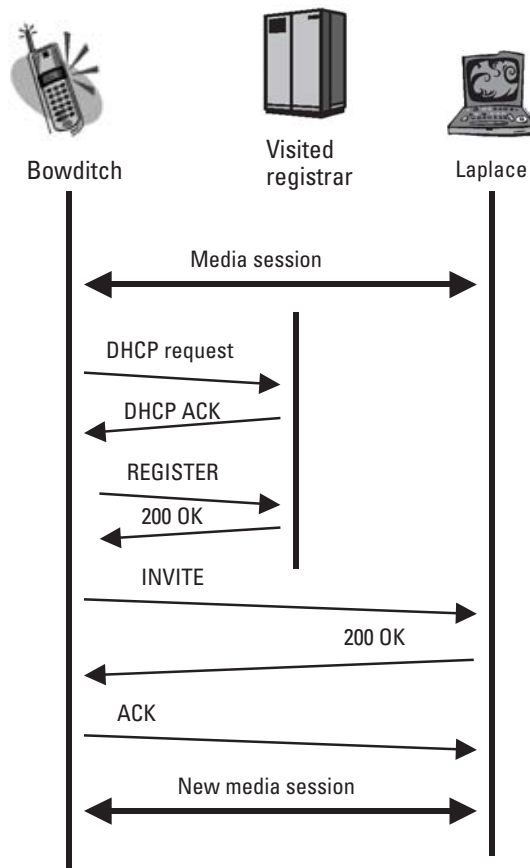 Bowditch
Visited
registrar
Laplace
Media session
DHCP request
DHCP ACK
REGISTER
200 OK
INVITE
200 OK
ACK
New media session